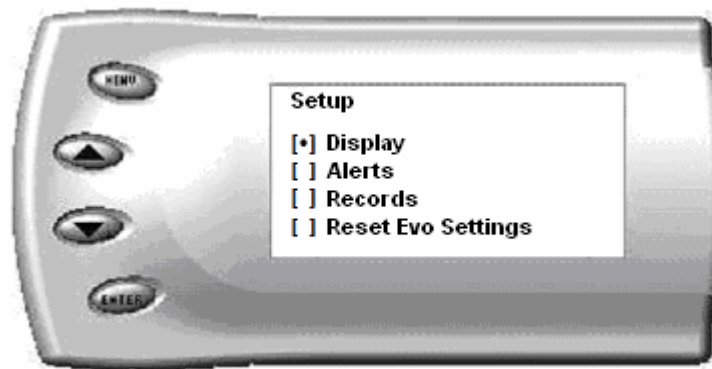 MENU
Setup
[•] Display
[ ] Alerts
[ ] Records
[ ] Reset Evo Settings
ENTER